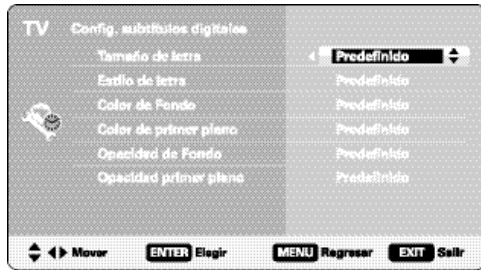 TV Config. subtítulos digitales
Tamaño de letra Predefinido
Estilo de letra Predefinido
Color de Fondo Predefinido
Color de primer plano Predefinido
Opacidad de Fondo Predefinido
Opacidad primer plano Predefinido
Mover ENTER Elegir MENU Regresar EXIT Salir